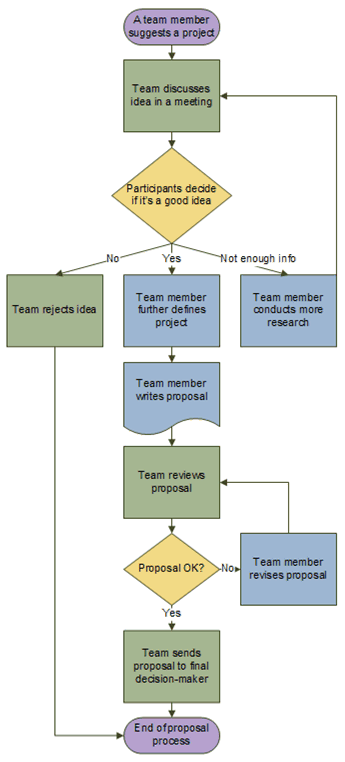 A team member
suggests a project
Team discusses
idea in a meeting
Participants decide
if it's a good idea
No
Yes
Not enough info
Team rejects idea
Team member
further defines
project
Team member
conducts more
research
Team member
writes proposal
Team reviews
proposal
Proposal OK?
No
Team member
revises proposal
Yes
Team sends
proposal to final
decision-maker
End of proposal
process